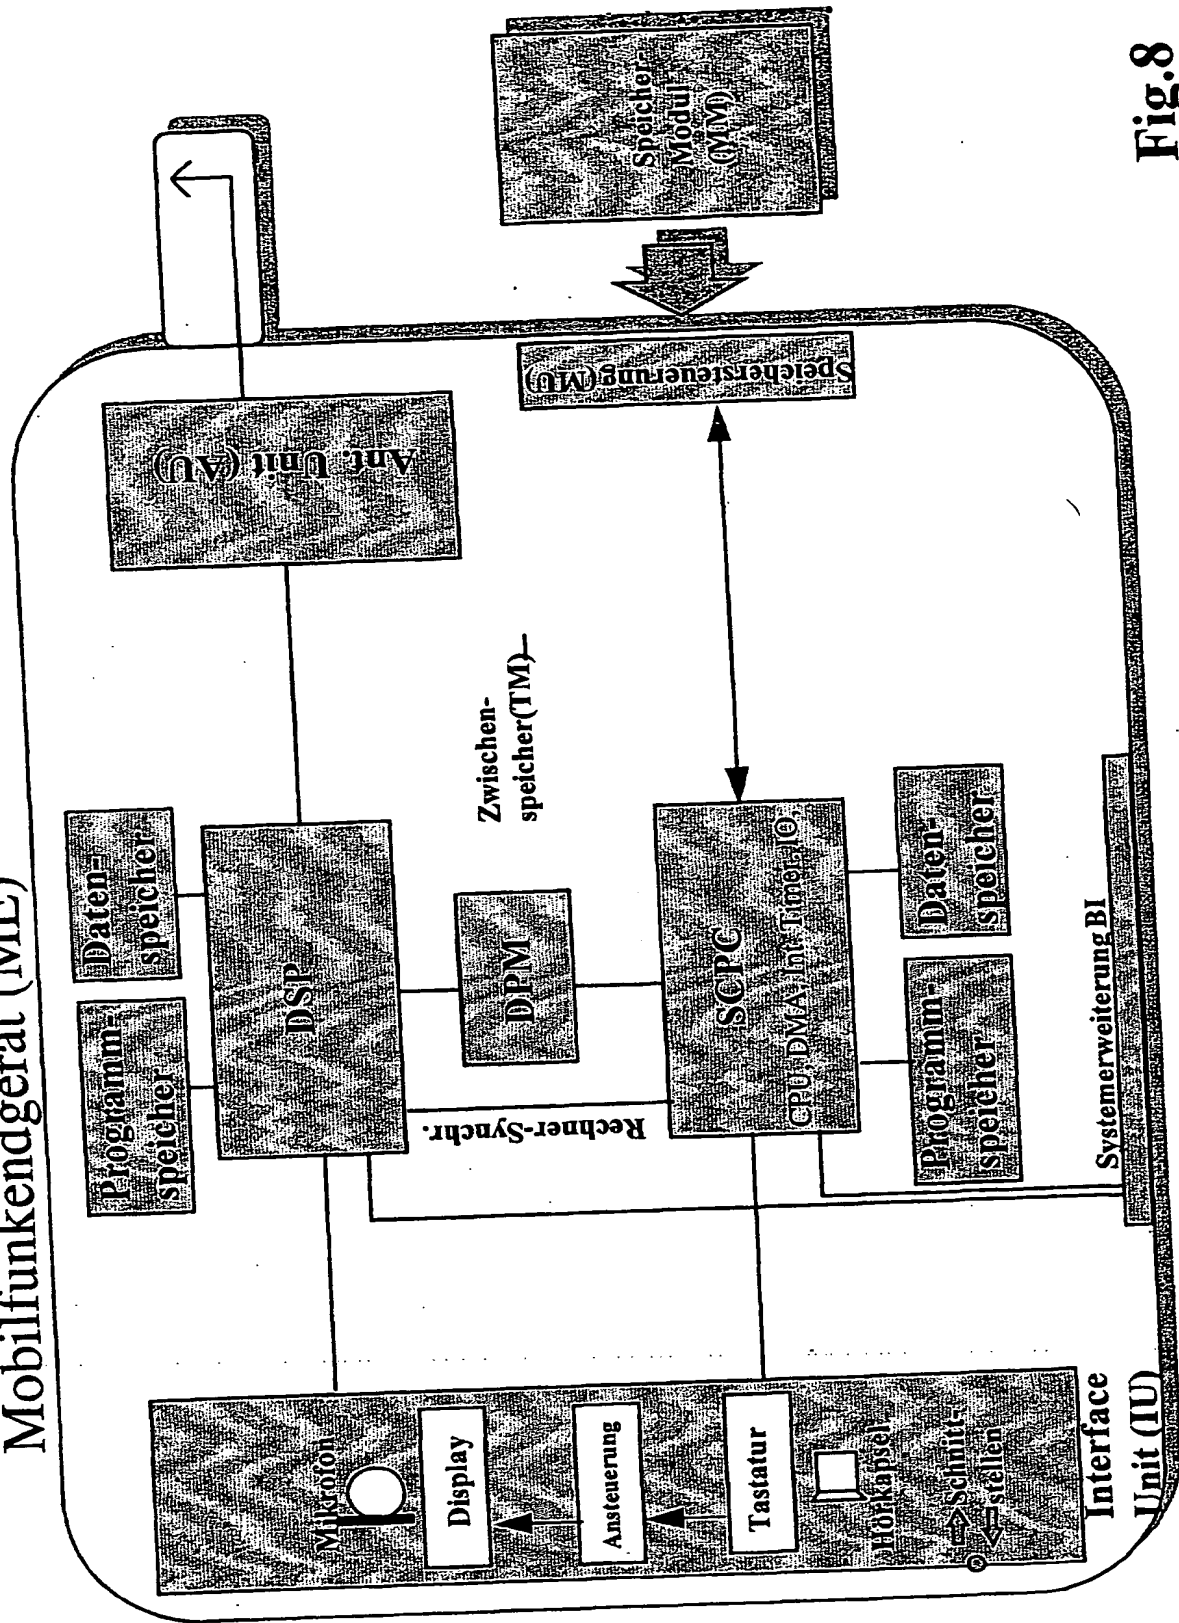 Mobilfunkendgerät (ME)
Mikrofon
Display
Ansteuerung
Tastatur
Hörkapsel
Schnitt-
stellen
Interface
Unit (IU)
Programm-
speicher
Daten-
speicher
DSP
Ant. Unit (AU)
Rechner-Synchr.
DPM
Zwischen-
speicher(TM)
SCPC
CPU, DMA, Int. Timer, IO,
Programm-
speicher
Daten-
speicher
Speichersteuerung (MU)
Speicher-
Modul
(MM)
Systemerweiterung BI
Fig.8